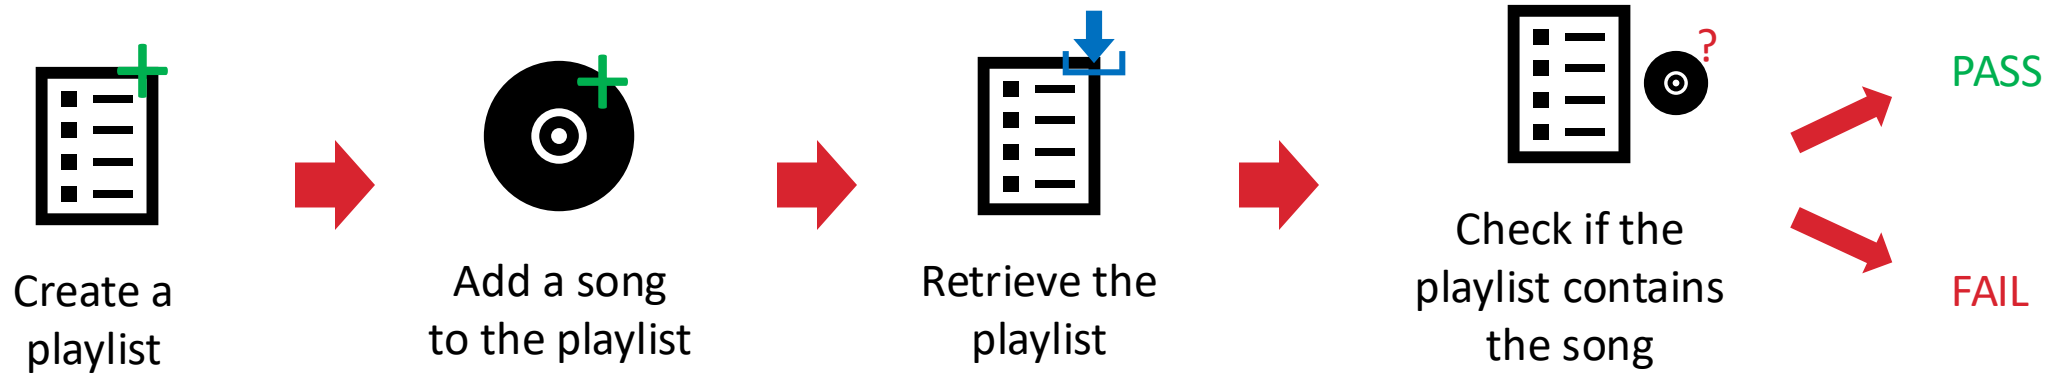 Create a
playlist
Add a song
to the playlist
Retrieve the
playlist
?
Check if the
playlist contains
the song
PASS
FAIL